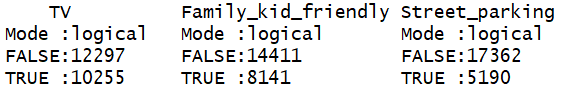 TV Family_kid_friendly Street_parking
Mode :logical Mode :logical Mode :logical
FALSE:12297 FALSE:14411 FALSE:17362
TRUE :10255 TRUE :8141 TRUE :5190